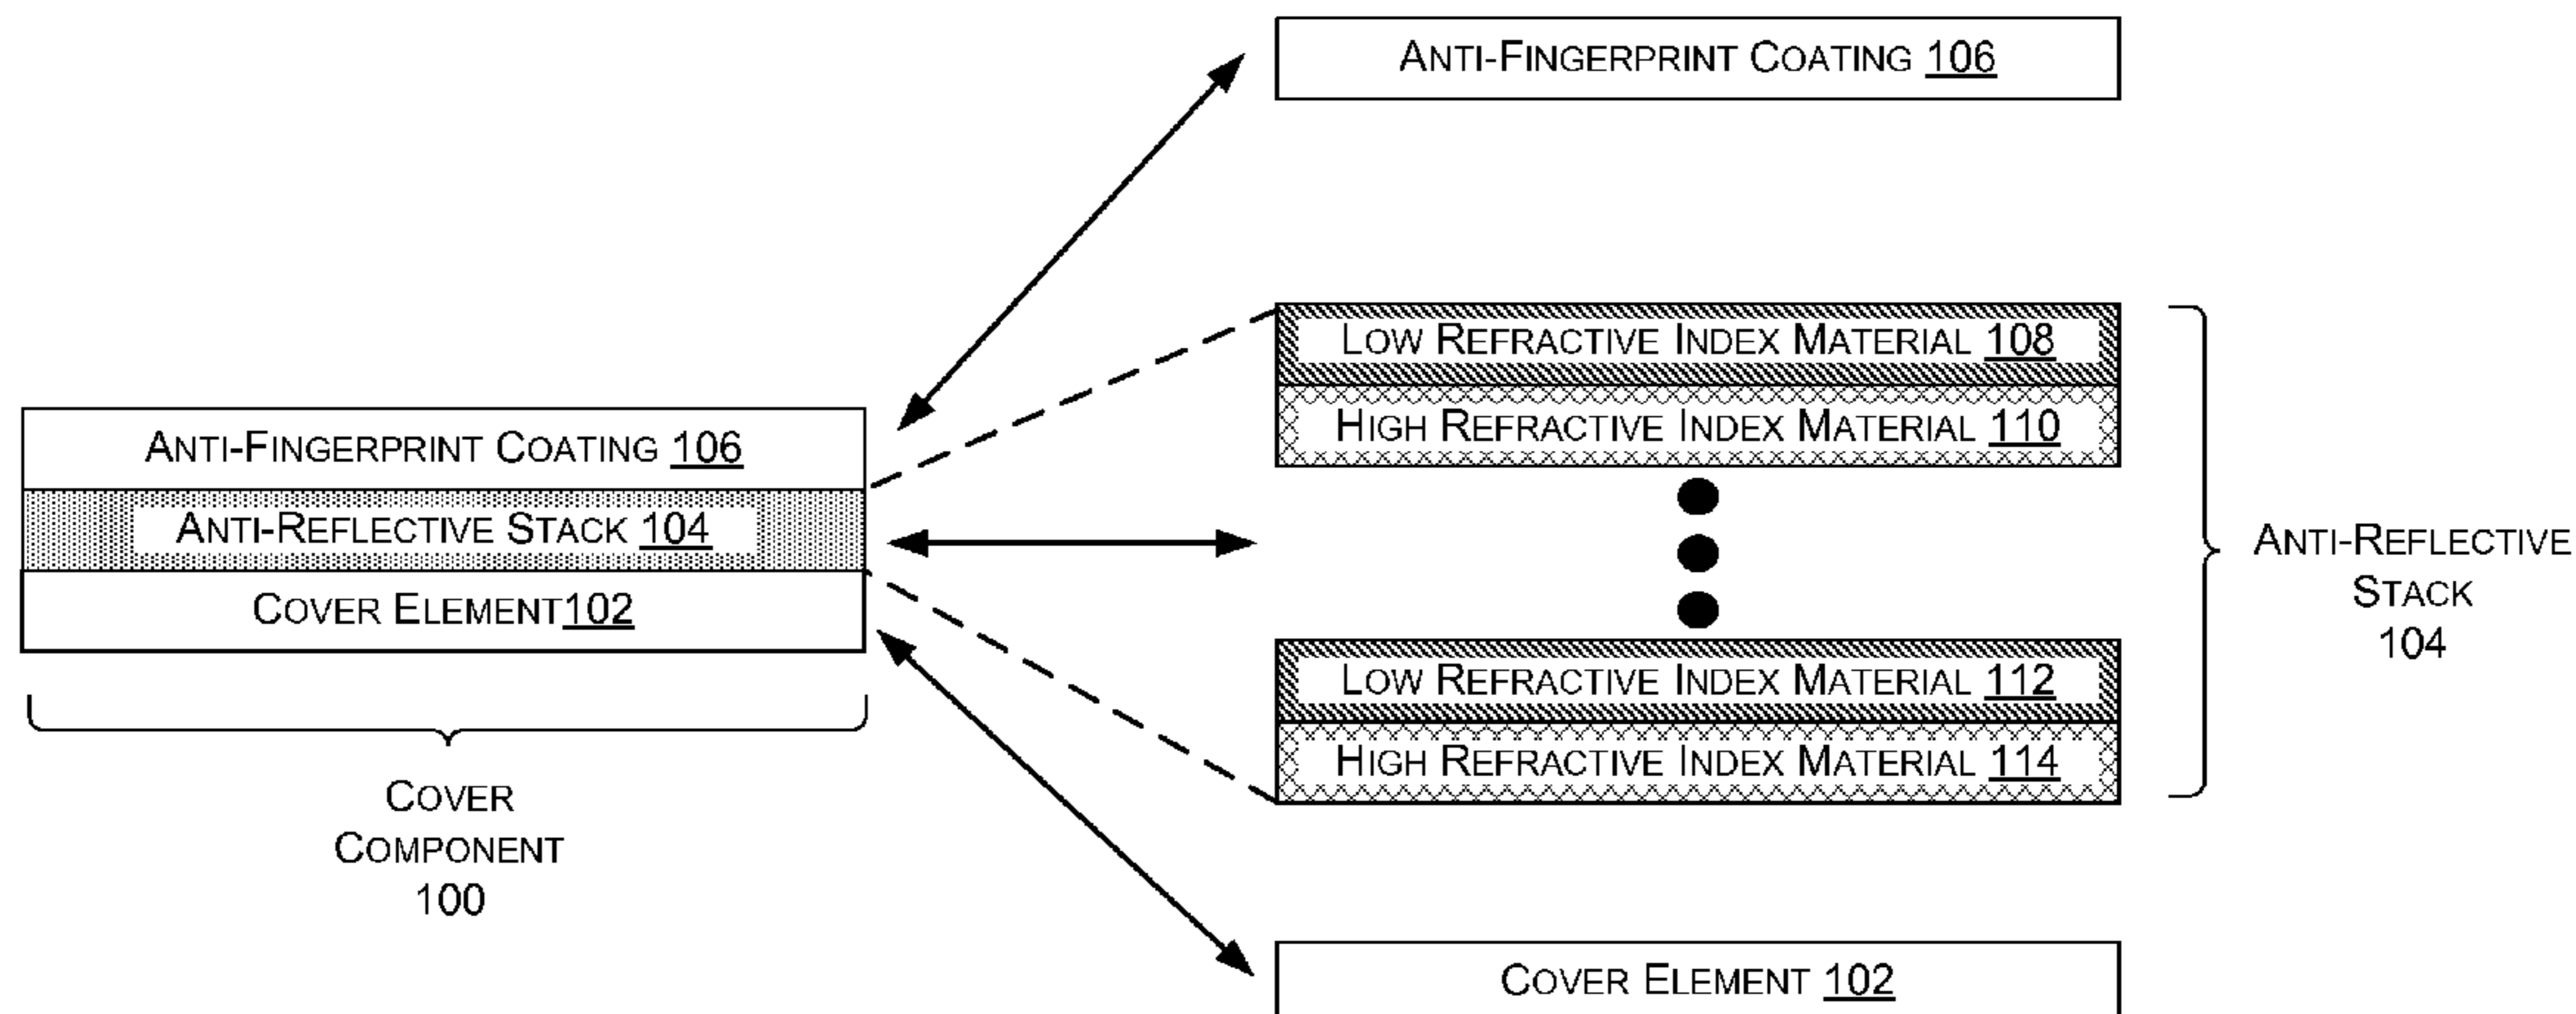 ANTI-FINGERPRINT COATING 106
LOW REFRACTIVE INDEX MATERIAL 108
HIGH REFRACTIVE INDEX MATERIAL 110
ANTI-FINGERPRINT COATING 106
ANTI-REFLECTIVE STACK 104
COVER ELEMENT102
COVER
COMPONENT
100
LOW REFRACTIVE INDEX MATERIAL 112
HIGH REFRACTIVE INDEX MATERIAL 114
ANTI-REFLECTIVE
STACK
104
COVER ELEMENT 102